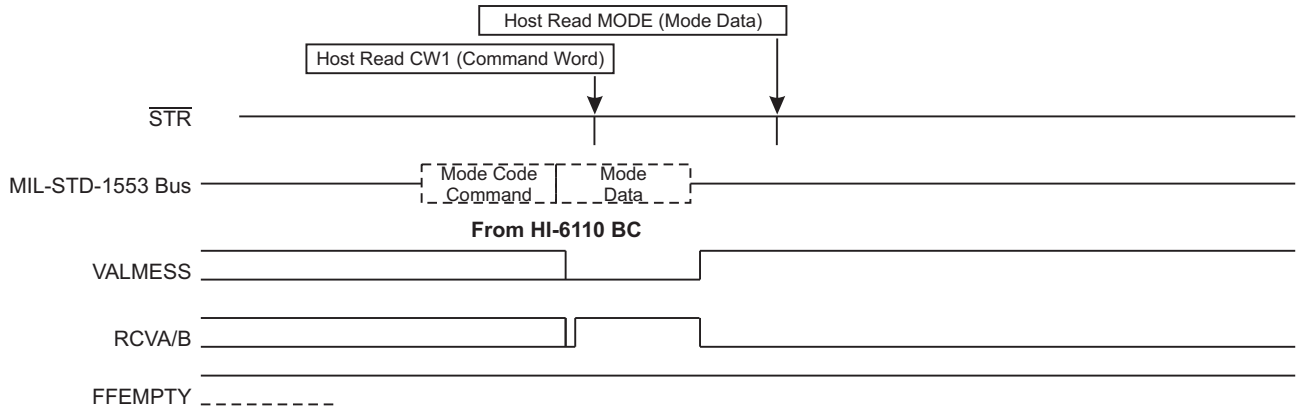 Host Read MODE (Mode Data)
Host Read CW1 (Command Word)
STR
MIL-STD-1553 Bus
Mode Code
Command
Mode
Data
From HI-6110 BC
VALMESS
RCVA/B
FFEMPTY